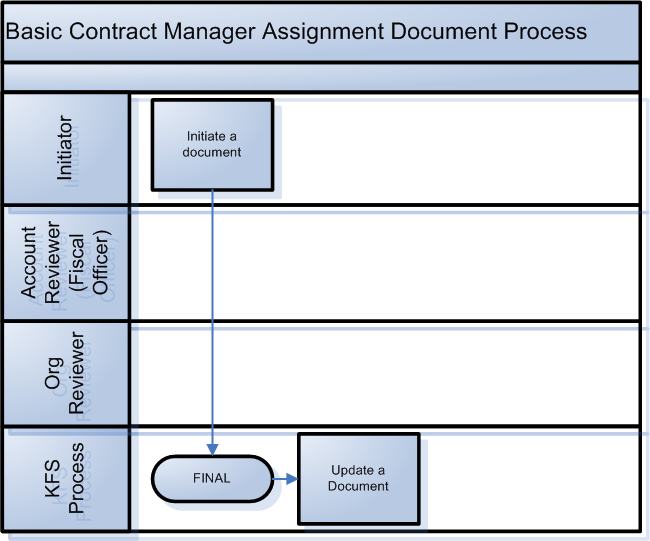 Basic Contract Manager Assignment Document Process
Initiator
Initiate a
document
Account
Reviewer
(Fiscal
Officer)
Org
Reviewer
KFS
Process
FINAL
Update a
Document